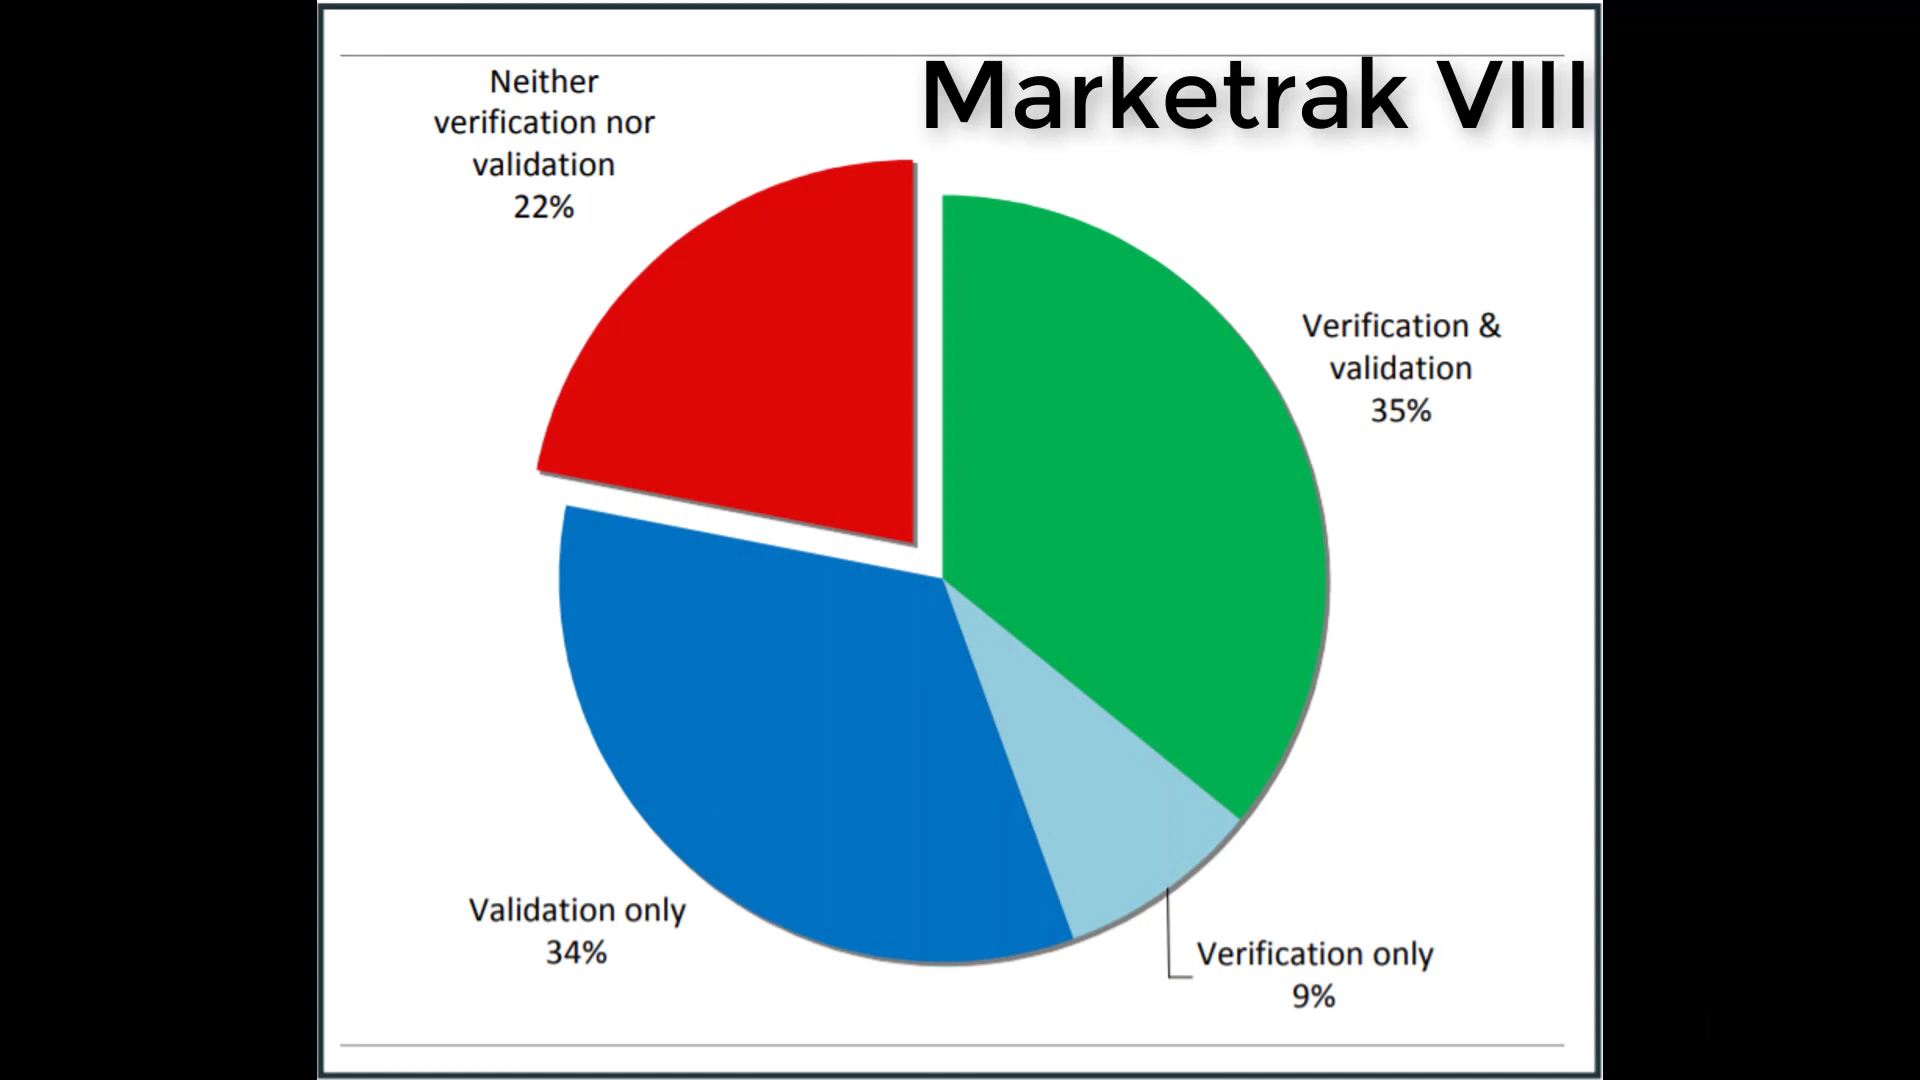 Marketrak VIII
Neither
verification nor
validation
22%
Verification &
validation
35%
Validation only
34%
Verification only
9%